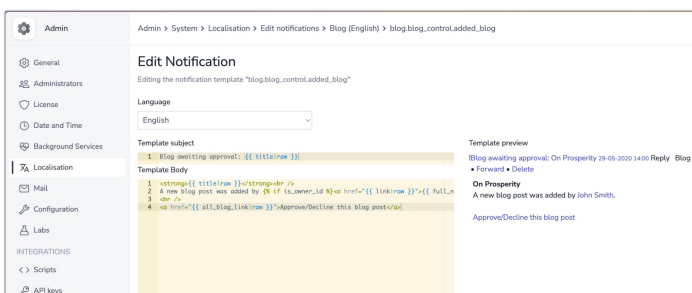 Admin
Admin > System > Localisation > Edit notifications > Blog (English) > blog.blog_control.added_blog
General
Administrators
License
Date and Time
Background Services
Localisation
Mail
Configuration
Labs
INTEGRATIONS
Scripts
API keys
Edit Notification
Editing the notification template "blog.blog_control.added_blog"
Language
English
Template subject
1 Blog awaiting approval: {{ title|raw }}
Template Body
1 <strong>{{ title|raw }}</strong><br />
2 A new blog post was added by {% if is_owner_id %}<a href="{{ link|raw }}">{{ full_n
3 <br />
4 <a href="{{ all_blog_link|raw }}">Approve/Decline this blog post</a>
Template preview
!Blog awaiting approval: On Prosperity 29-05-2020 14:00 Reply Blog
• Forward • Delete
On Prosperity
A new blog post was added by John Smith.
Approve/Decline this blog post